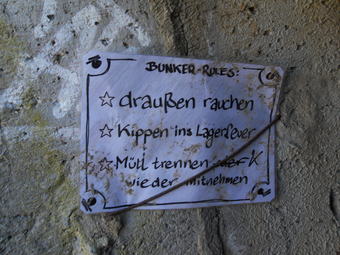 BUNKER-RULES:
☆ draußen rauchen
☆ Kippen ins Lagerfeuer
☆ Müll trennen
wieder mitnehmen